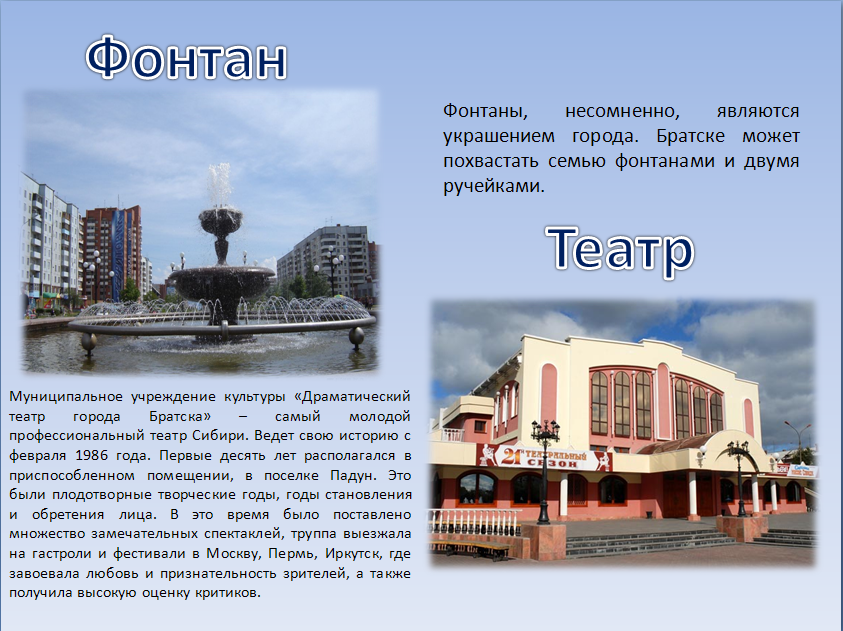 Фонтан
Фонтаны, несомненно, являются
украшением города. Братске может
похвастать семью фонтанами и двумя
ручейками.
Театр
21й ТЕАТРАЛЬНЫЙ
СЕЗОН
Муниципальное учреждение культуры «Драматический
театр города Братска» – самый молодой
профессиональный театр Сибири. Ведет свою историю с
февраля 1986 года. Первые десять лет располагался в
приспособленном помещении, в поселке Падун. Это
были плодотворные творческие годы, годы становления
и обретения лица. В это время было поставлено
множество замечательных спектаклей, труппа выезжала
на гастроли и фестивали в Москву, Пермь, Иркутск, где
завоевала любовь и признательность зрителей, а также
получила высокую оценку критиков.